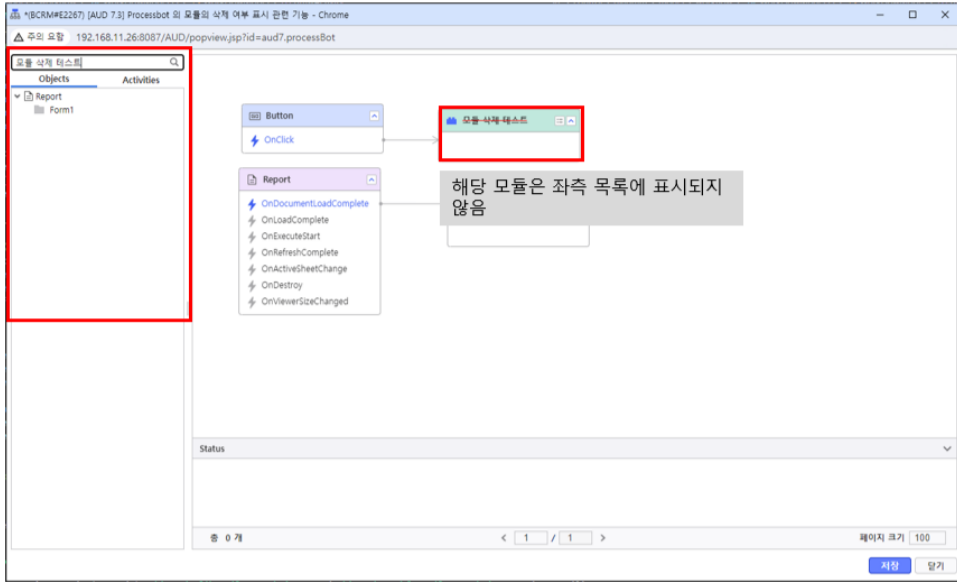 *(BCRM#E2267) [AUD 7.3] Processbot 의 모듈의 삭제 여부 표시 관련 기능 - Chrome
주의 요함 192.168.11.26:8087/AUD/popview.jsp?id=aud7.processBot
모듈 삭제 테스트
Objects Activities
Report
Form1
Button
OnClick
모듈 삭제 테스트
Report
OnDocumentLoadComplete
OnLoadComplete
OnExecuteStart
OnRefreshComplete
OnActiveSheetChange
OnDestroy
OnViewerSizeChanged
해당 모듈은 좌측 목록에 표시되지
않음
Status
총 0 개
1 / 1
페이지 크기 100
저장 닫기